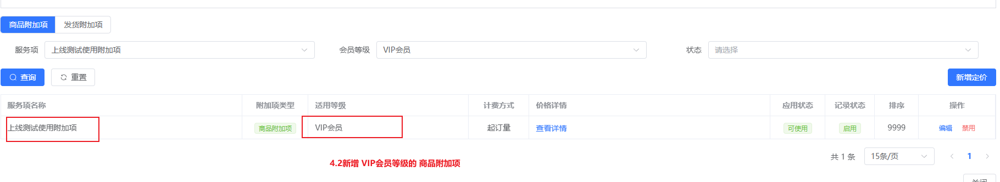 商品附加项 发货附加项
服务项 上线测试使用附加项 会员等级 VIP会员 状态 请选择
查询 重置 新增定价
服务项名称 附加项类型 适用等级 计费方式 价格详情 应用状态 记录状态 排序 操作
上线测试使用附加项 商品附加项 VIP会员 起订量 查看详情 可使用 启用 9999 编辑 禁用
共 1 条 15条/页 1
4.2新增 VIP会员等级的 商品附加项